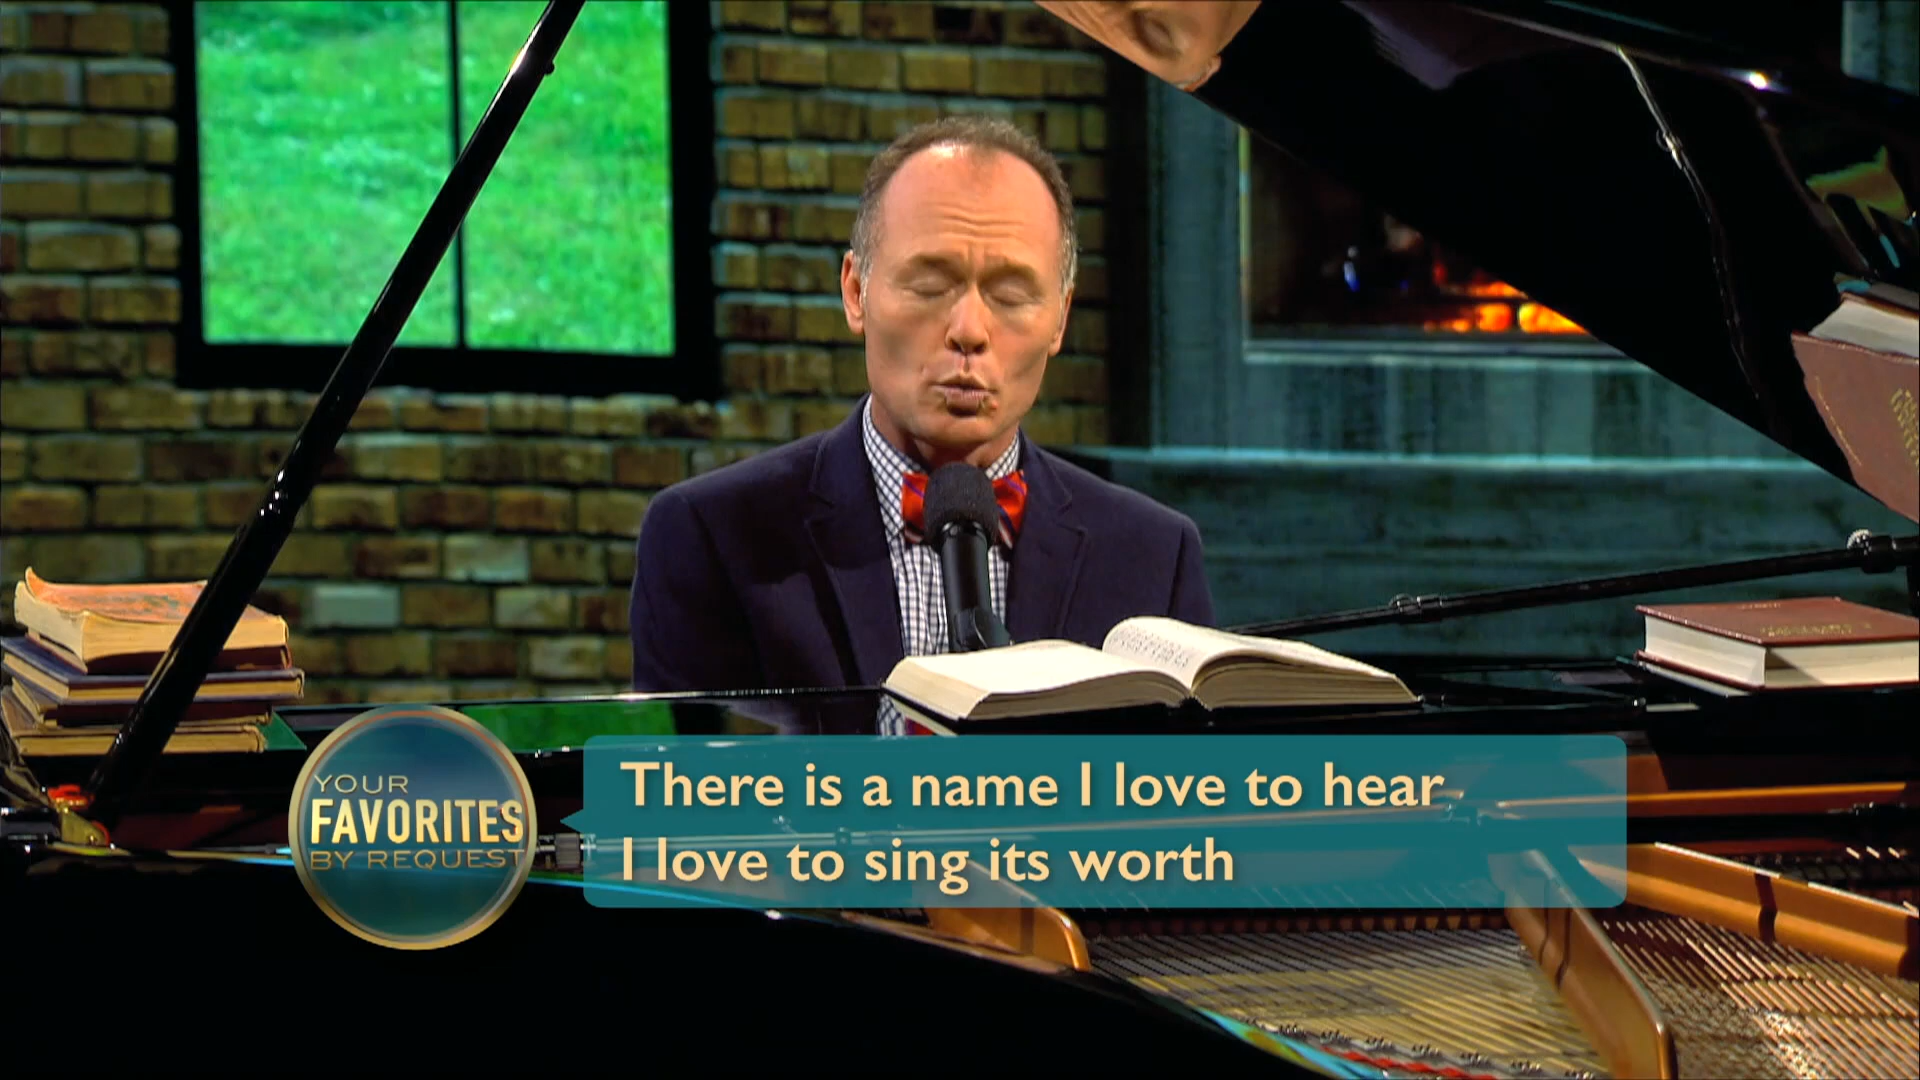 YOUR
FAVORITES
BY REQUEST
There is a name I love to hear
I love to sing its worth